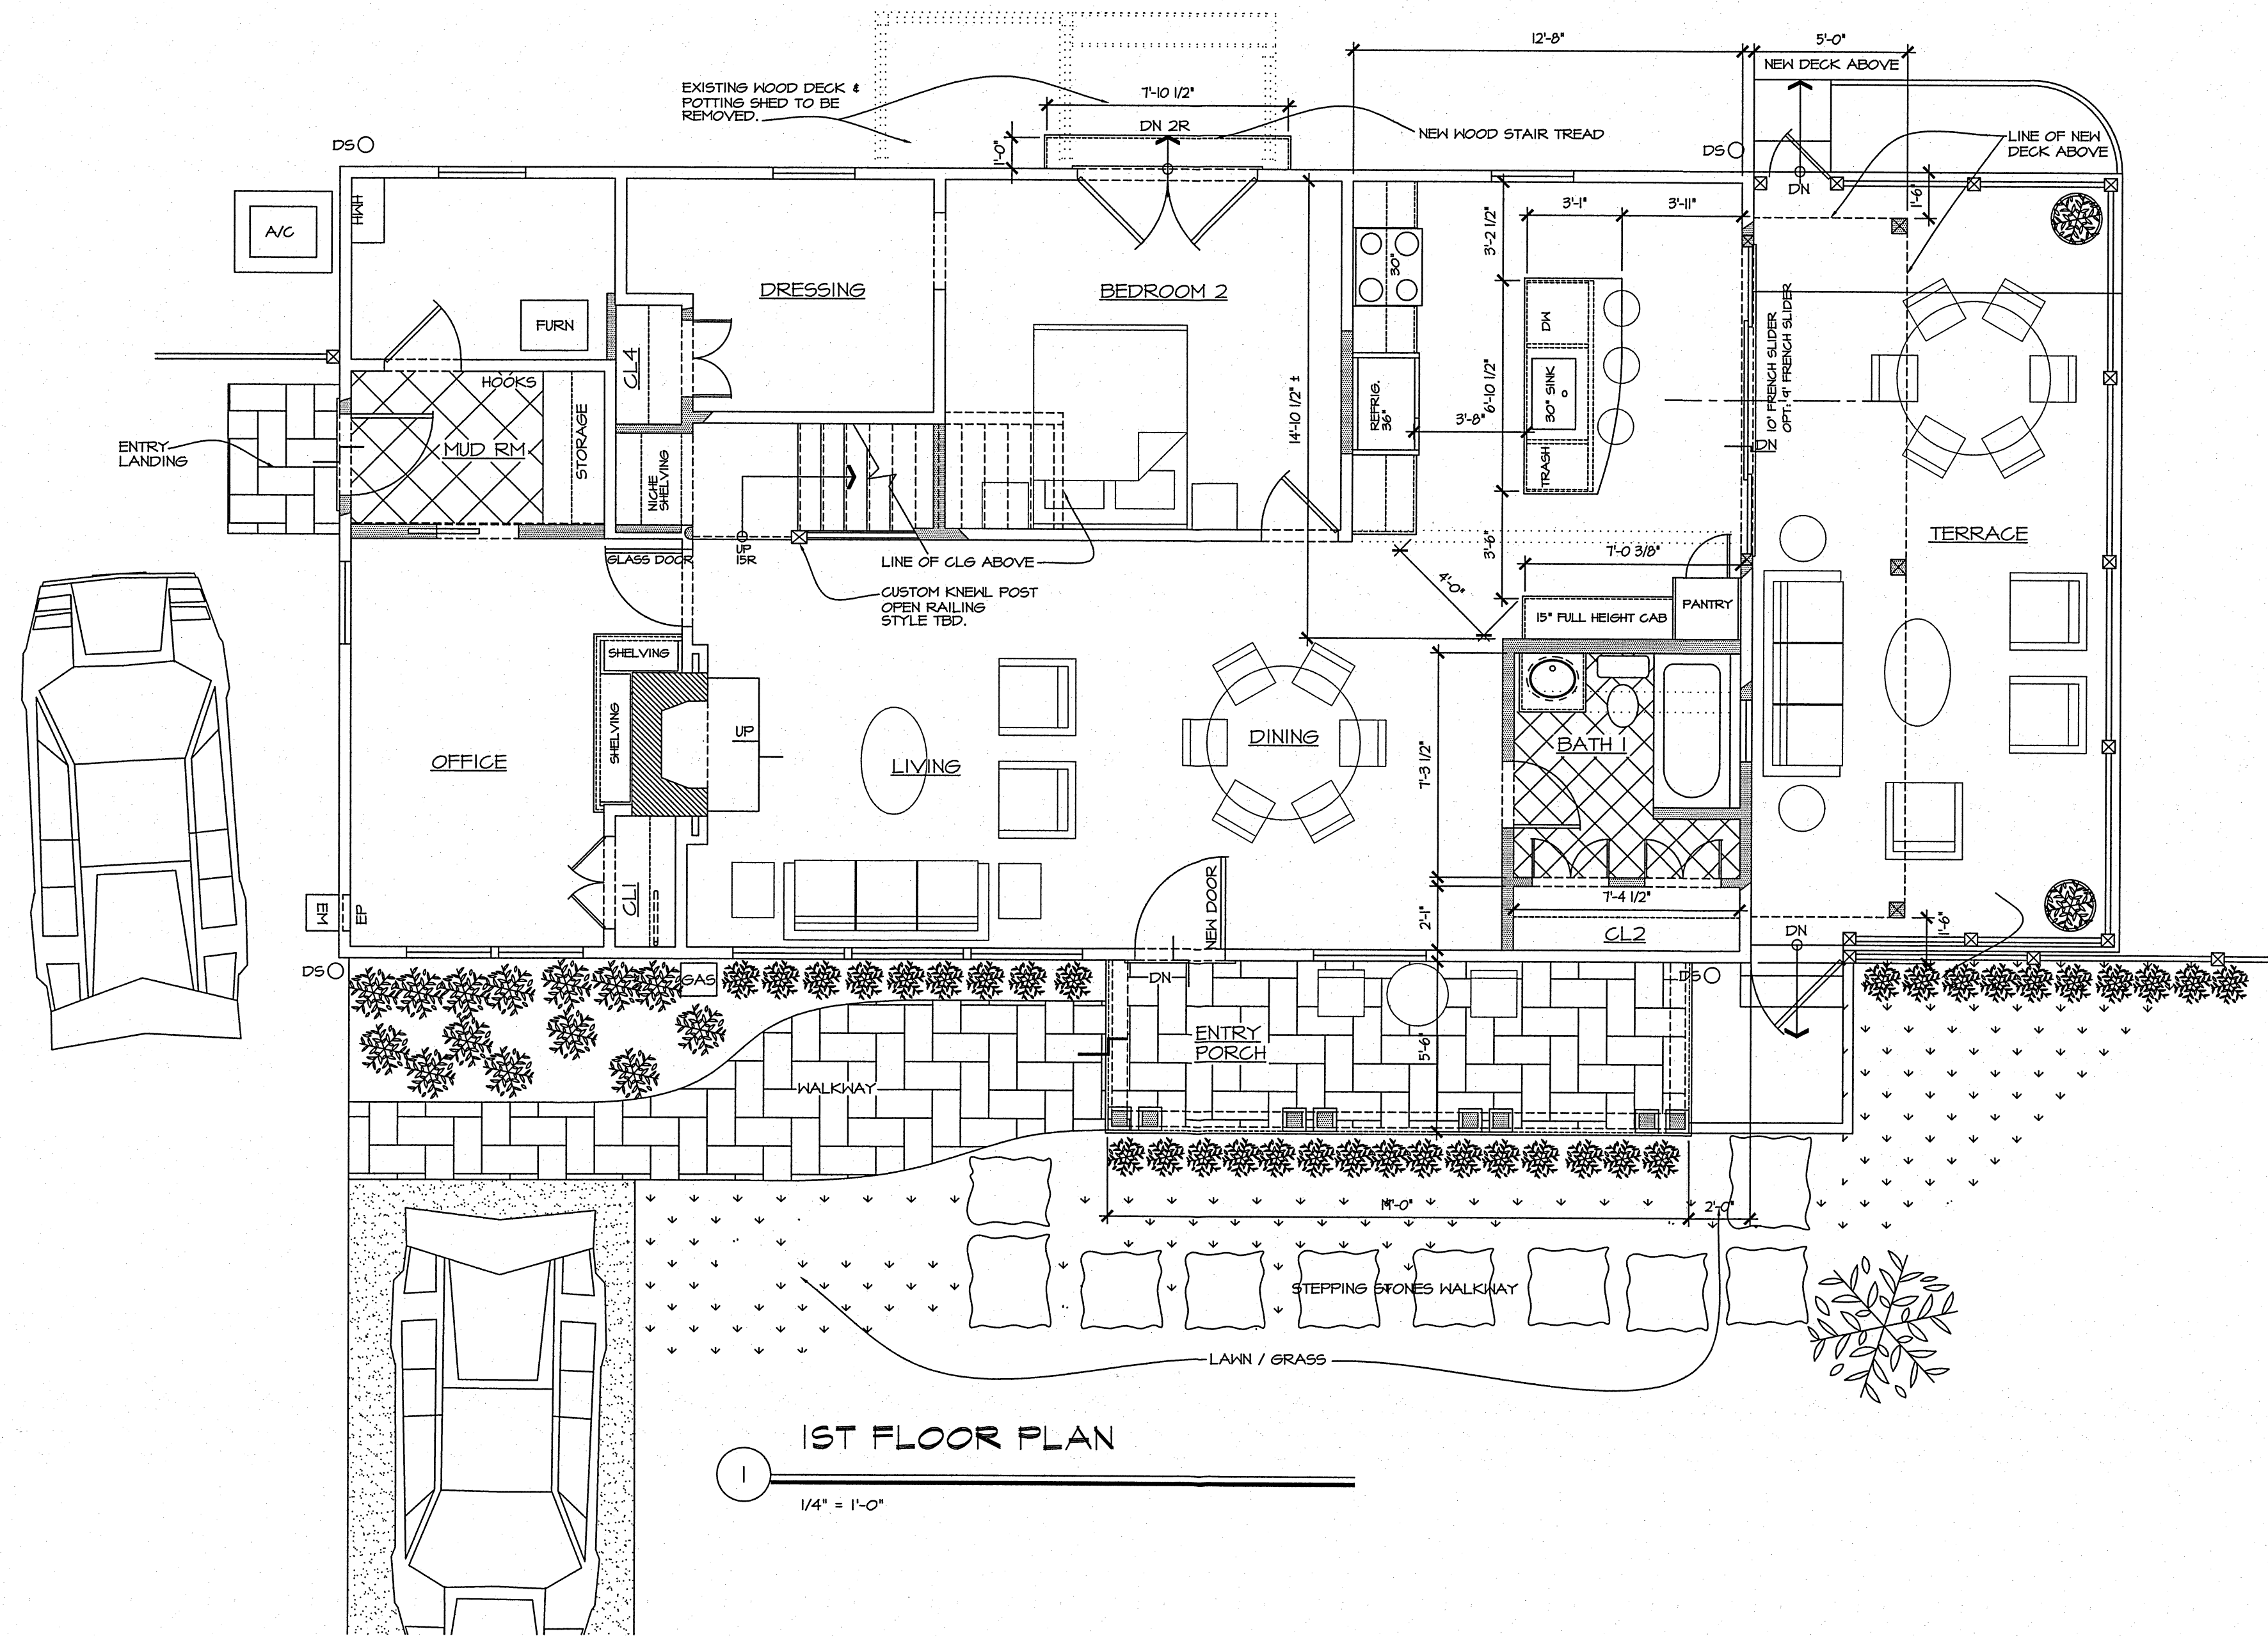 12'-8"
5'-0"
NEW DECK ABOVE
EXISTING WOOD DECK &
POTTING SHED TO BE
REMOVED.
7'-10 1/2"
DN 2R
NEW WOOD STAIR TREAD
LINE OF NEW
DECK ABOVE
DS
1'-0"
DS
DN
1'-6"
HWH
A/C
3'-1"
3'-11"
3'-2 1/2"
30"
DRESSING
BEDROOM 2
FURN
DW
10' FRENCH SLIDER
OPT: 9' FRENCH SLIDER
CL4
HOOKS
14'-10 1/2" ±
REFRIG.
36"
6'-10 1/2"
30" SINK
3'-8"
ENTRY
LANDING
MUD RM
STORAGE
NICHE
SHELVING
TRASH
DN
TERRACE
UP
15R
GLASS DOOR
LINE OF CLG ABOVE
3'-6"
7'-0 3/8"
4'-0"
CUSTOM KNEWL POST
OPEN RAILING
STYLE TBD.
PANTRY
15" FULL HEIGHT CAB
SHELVING
SHELVING
UP
OFFICE
LIVING
DINING
7'-3 1/2"
BATH 1
CL1
NEW DOOR
7'-4 1/2"
2'-1"
CL2
EM
EP
DN
1'-6"
DS
GAS
DN
DS
ENTRY
PORCH
5'-6"
WALKWAY
2'-0"
STEPPING STONES WALKWAY
LAWN / GRASS
1ST FLOOR PLAN
1
1/4" = 1'-0"